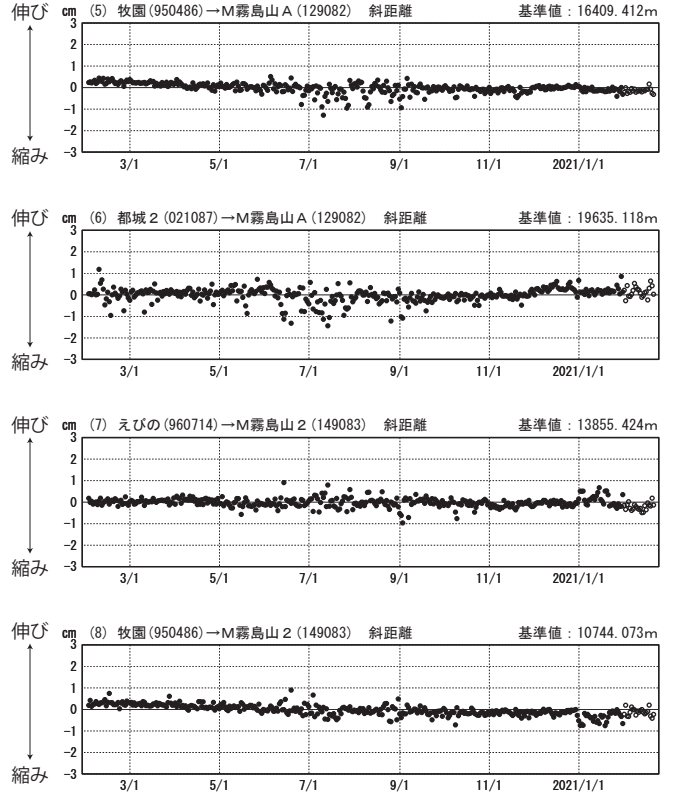 伸び cm (5) 牧園(950486)→M霧島山A(129082) 斜距離 基準値：16409.412m
3
2
1
0
-1
-2
-3
縮み
3/1 5/1 7/1 9/1 11/1 2021/1/1
伸び cm (6) 都城2(021087)→M霧島山A(129082) 斜距離 基準値：19635.118m
3
2
1
0
-1
-2
-3
縮み
3/1 5/1 7/1 9/1 11/1 2021/1/1
伸び cm (7) えびの(960714)→M霧島山2(149083) 斜距離 基準値：13855.424m
3
2
1
0
-1
-2
-3
縮み
3/1 5/1 7/1 9/1 11/1 2021/1/1
伸び cm (8) 牧園(950486)→M霧島山2(149083) 斜距離 基準値：10744.073m
3
2
1
0
-1
-2
-3
縮み
3/1 5/1 7/1 9/1 11/1 2021/1/1